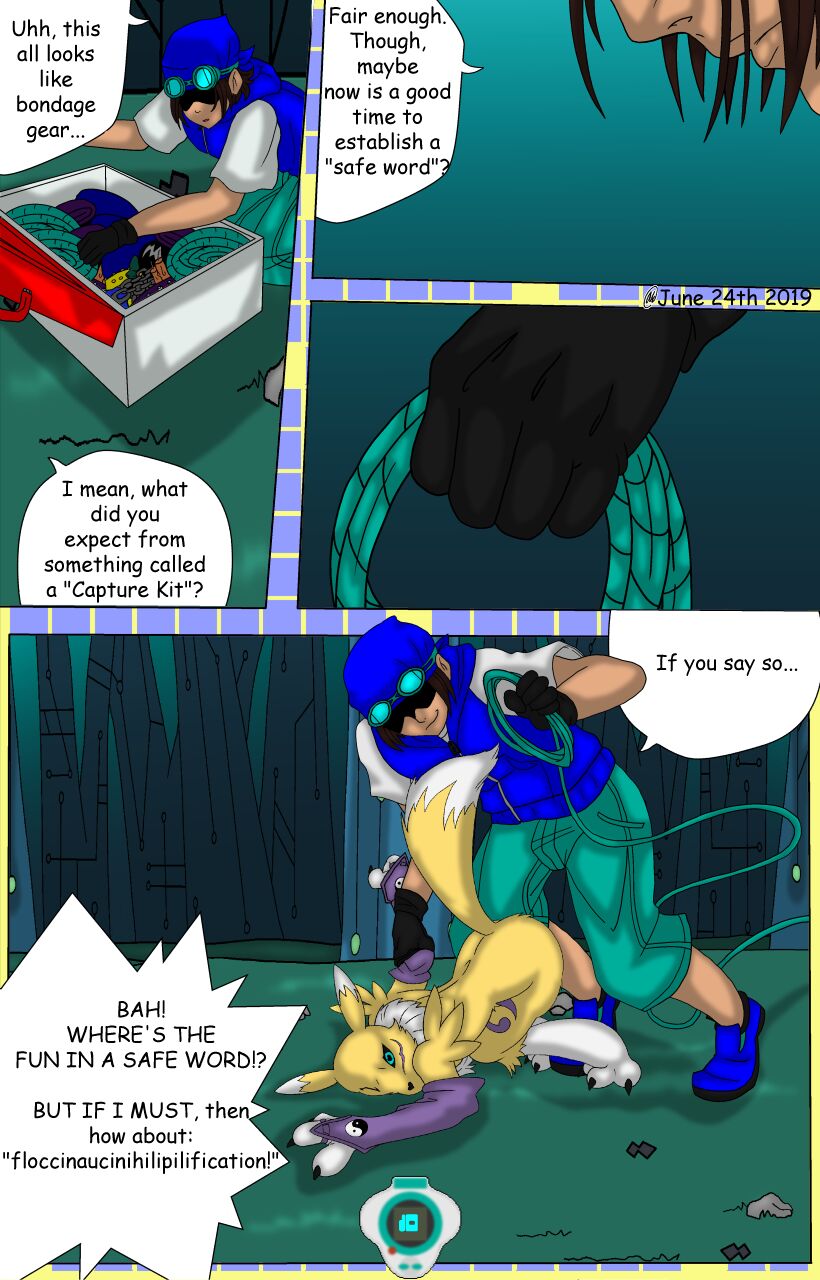 Uhh, this
all looks
like
bondage
gear...
I mean, what
did you
expect from
something called
a "Capture Kit"?
Fair enough.
Though,
maybe
now is a good
time to
establish a
"safe word"?
@June 24th 2019
If you say so...
BAH!
WHERE'S THE
FUN IN A SAFE WORD!?
BUT IF I MUST, then
how about:
"floccinaucinihilipilification!"